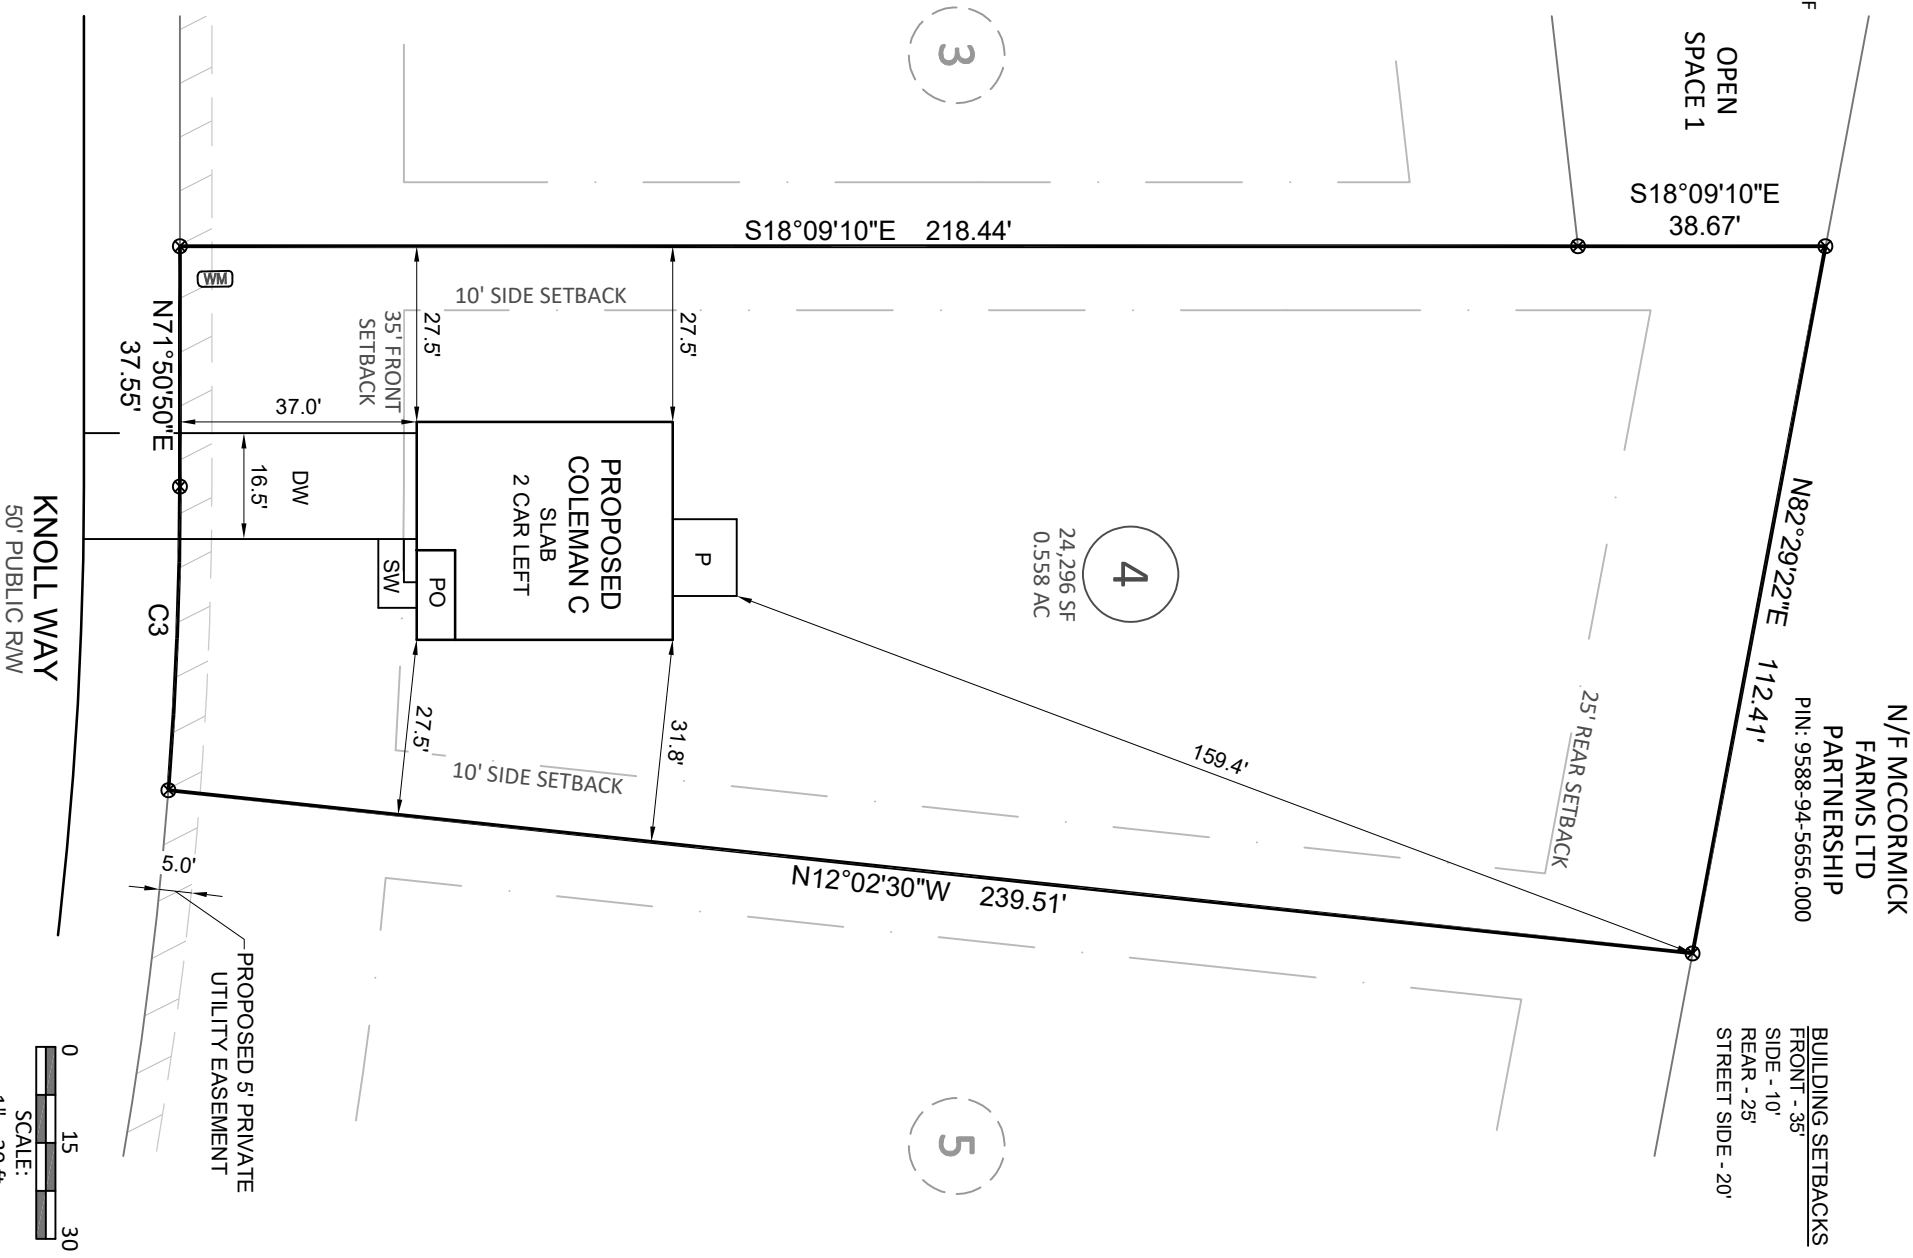 F
OPEN
SPACE 1
S18°09'10"E
38.67'
3
S18°09'10"E 218.44'
WM
10' SIDE SETBACK
27.5'
27.5'
35' FRONT
SETBACK
N71°50'50"E
37.55'
37.0'
DW
16.5'
PROPOSED
COLEMAN C
SLAB
2 CAR LEFT
P
PO
SW
4
24,296 SF
0.558 AC
N82°29'22"E 112.41'
25' REAR SETBACK
N/F MCCORMICK
FARMS LTD
PARTNERSHIP
PIN: 9588-94-5656.000
C3
KNOLL WAY
50' PUBLIC R/W
27.5'
31.8'
10' SIDE SETBACK
159.4'
N12°02'30"W 239.51'
5.0'
PROPOSED 5' PRIVATE
UTILITY EASEMENT
5
BUILDING SETBACKS
FRONT - 35'
SIDE - 10'
REAR - 25'
STREET SIDE - 20'
0 15 30
SCALE: